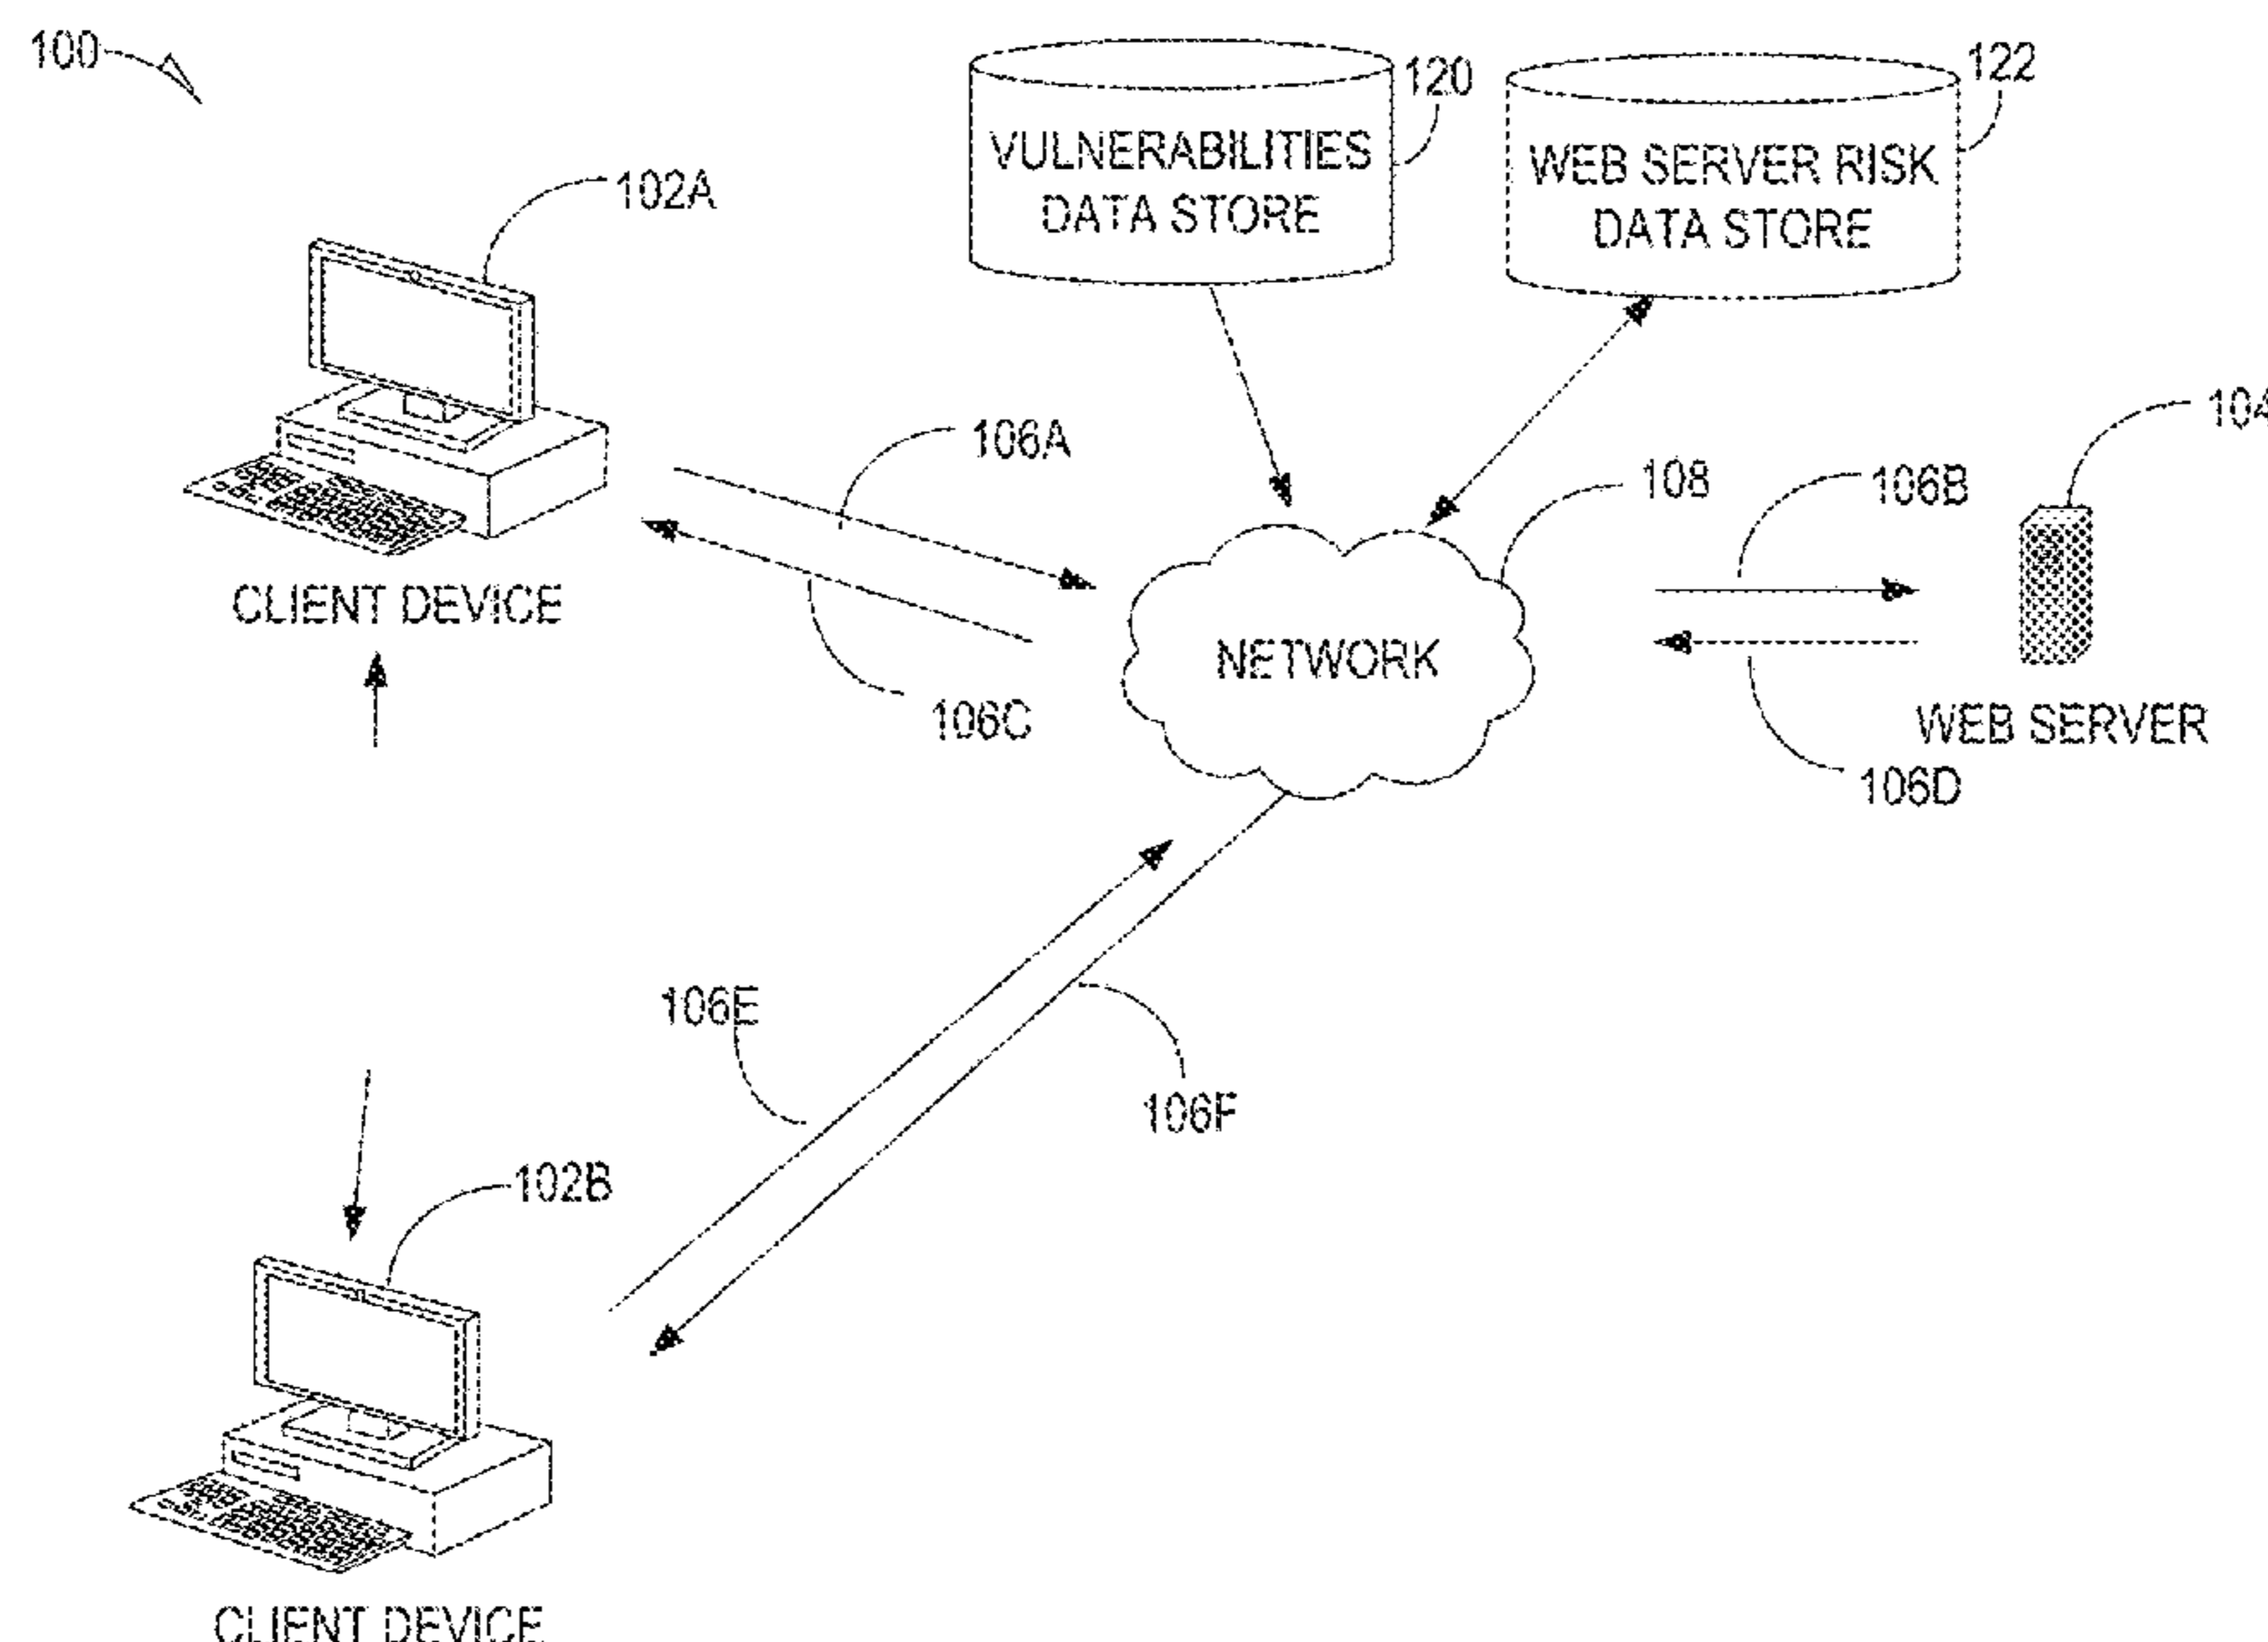 100
120
122
VULNERABILITIES
DATA STORE
WEB SERVER RISK
DATA STORE
102A
104
106A
108
106B
CLIENT DEVICE
NETWORK
106C
WEB SERVER
106D
106E
106F
102B
CLIENT DEVICE